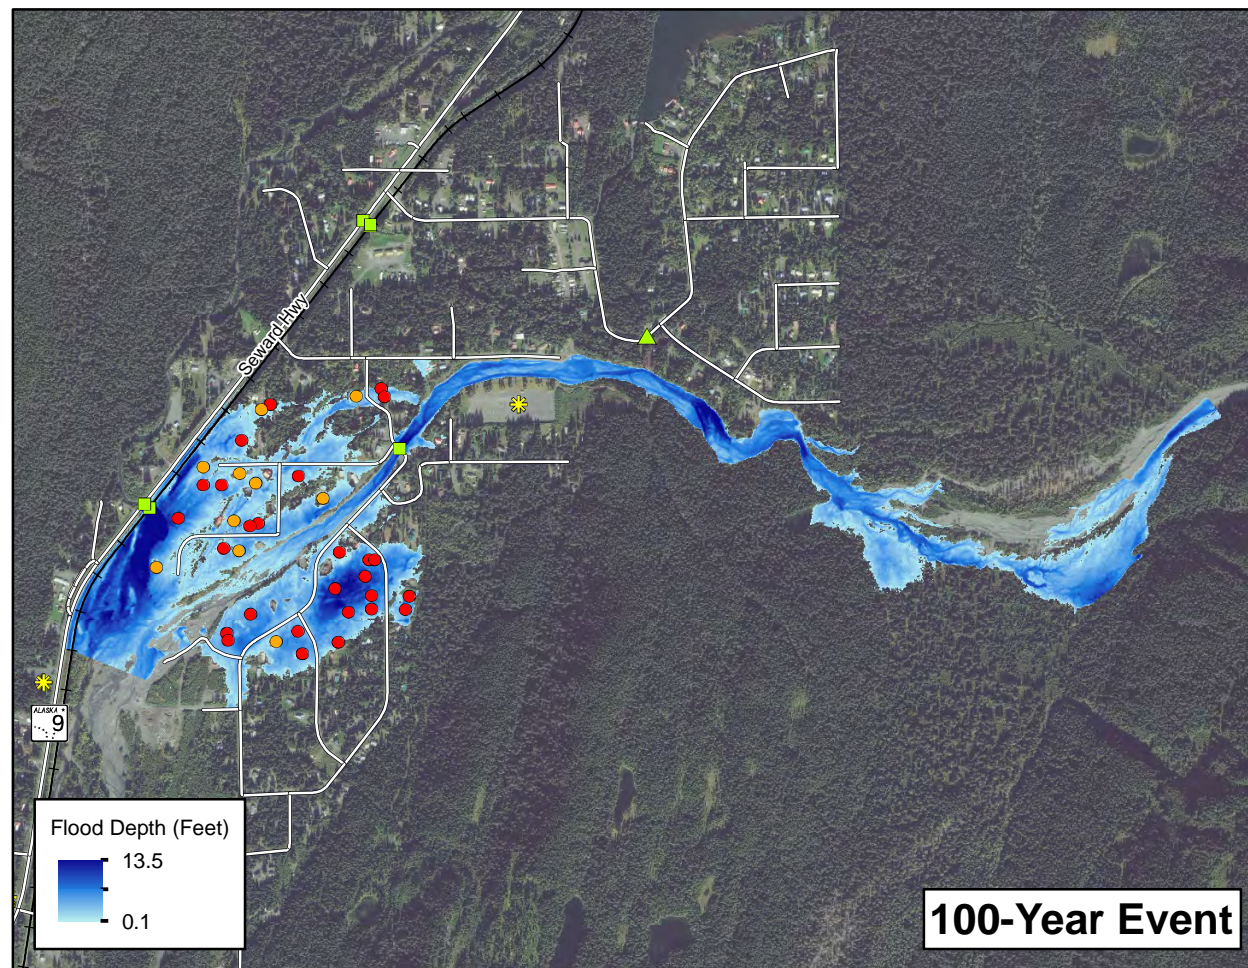 Seward Hwy
ALASKA
9
Flood Depth (Feet)
13.5
0.1
100-Year Event